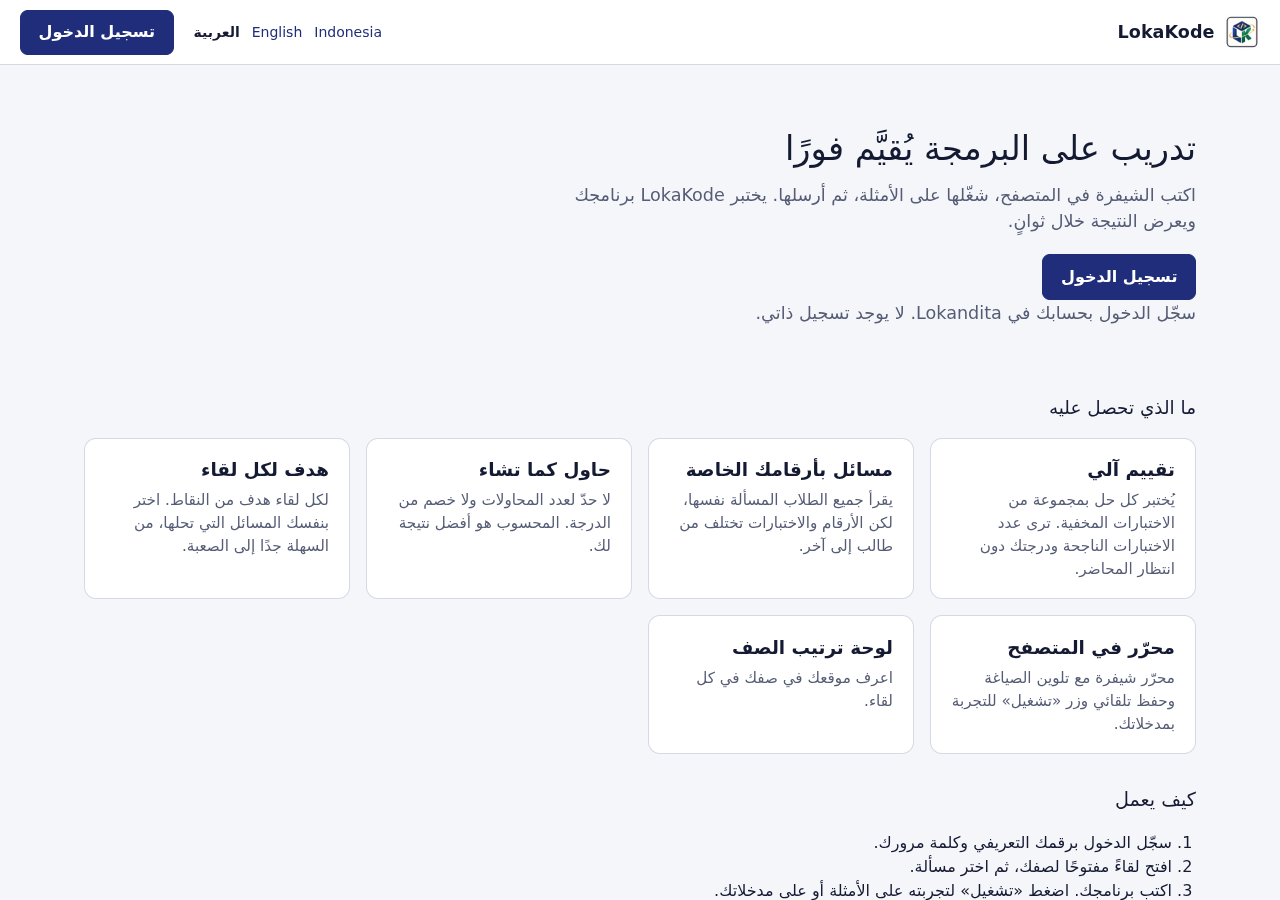 LokaKode
Indonesia English العربية
تسجيل الدخول
تدريب على البرمجة يُقيَّم فورًا
اكتب الشيفرة في المتصفح، شغّلها على الأمثلة، ثم أرسلها. يختبر LokaKode برنامجك
ويعرض النتيجة خلال ثوانٍ.
تسجيل الدخول
سجّل الدخول بحسابك في Lokandita. لا يوجد تسجيل ذاتي.
ما الذي تحصل عليه
تقييم آلي
يُختبر كل حل بمجموعة من
الاختبارات المخفية. ترى عدد
الاختبارات الناجحة ودرجتك دون
انتظار المحاضر.
مسائل بأرقامك الخاصة
يقرأ جميع الطلاب المسألة نفسها،
لكن الأرقام والاختبارات تختلف من
طالب إلى آخر.
حاول كما تشاء
لا حدّ لعدد المحاولات ولا خصم من
الدرجة. المحسوب هو أفضل نتيجة
لك.
هدف لكل لقاء
لكل لقاء هدف من النقاط. اختر
بنفسك المسائل التي تحلها، من
السهلة جدًا إلى الصعبة.
محرّر في المتصفح
محرّر شيفرة مع تلوين الصياغة
وحفظ تلقائي وزر «تشغيل» للتجربة
بمدخلاتك.
لوحة ترتيب الصف
اعرف موقعك في صفك في كل
لقاء.
كيف يعمل
1. سجّل الدخول برقمك التعريفي وكلمة مرورك.
2. افتح لقاءً مفتوحًا لصفك، ثم اختر مسألة.
3. اكتب برنامجك. اضغط «تشغيل» لتجربته على الأمثلة أو على مدخلاتك.